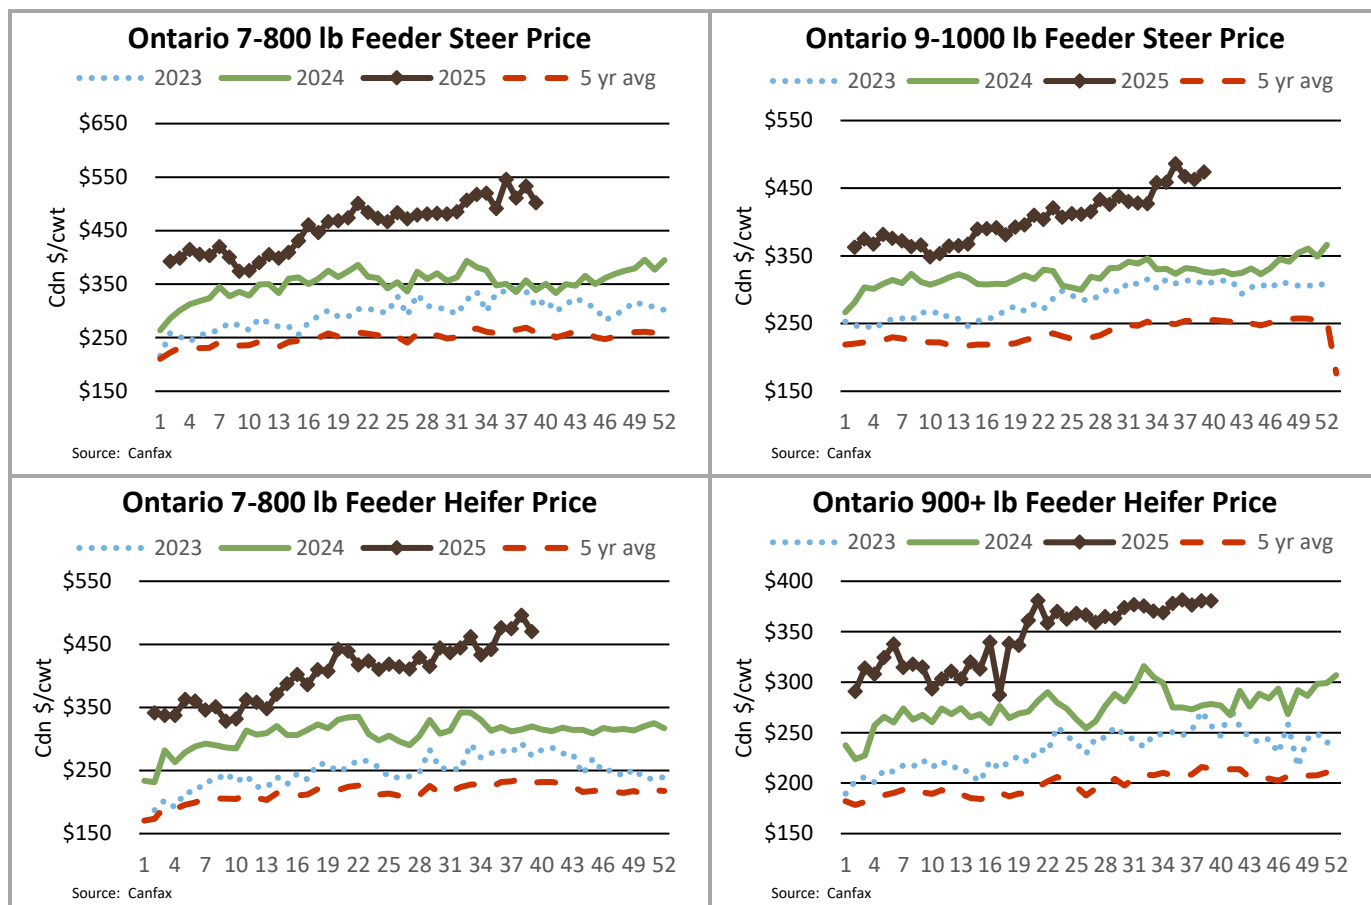 Ontario 7-800 lb Feeder Steer Price
2023 2024 2025 5 yr avg
Cdn $/cwt
$650
$550
$450
$350
$250
$150
1 4 7 10 13 16 19 22 25 28 31 34 37 40 43 46 49 52
Source: Canfax
Ontario 9-1000 lb Feeder Steer Price
2023 2024 2025 5 yr avg
Cdn $/cwt
$550
$450
$350
$250
$150
1 4 7 10 13 16 19 22 25 28 31 34 37 40 43 46 49 52
Source: Canfax
Ontario 7-800 lb Feeder Heifer Price
2023 2024 2025 5 yr avg
Cdn $/cwt
$550
$450
$350
$250
$150
1 4 7 10 13 16 19 22 25 28 31 34 37 40 43 46 49 52
Source: Canfax
Ontario 900+ lb Feeder Heifer Price
2023 2024 2025 5 yr avg
Cdn $/cwt
$400
$350
$300
$250
$200
$150
1 4 7 10 13 16 19 22 25 28 31 34 37 40 43 46 49 52
Source: Canfax